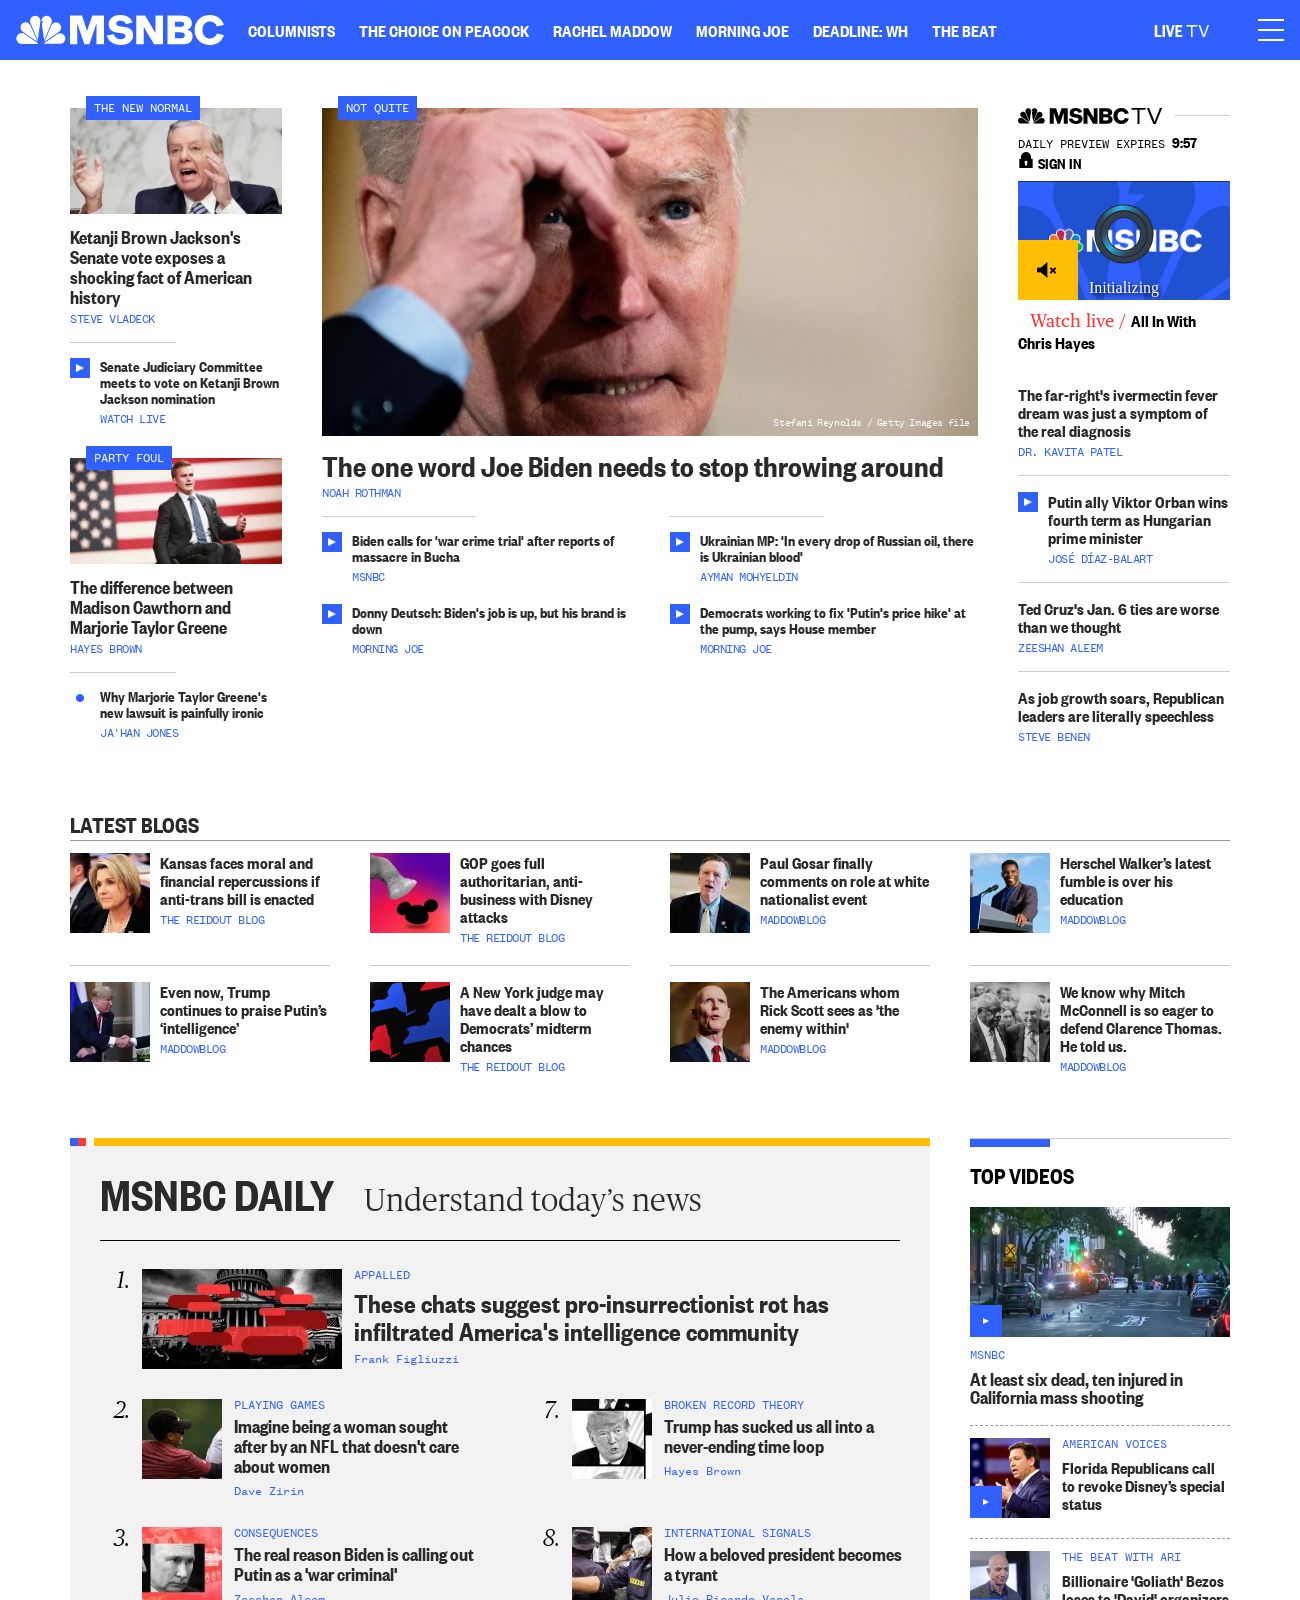 MSNBC
COLUMNISTS
THE CHOICE ON PEACOCK
RACHEL MADDOW
MORNING JOE
DEADLINE: WH
THE BEAT
LIVE TV
THE NEW NORMAL
Ketanji Brown Jackson's
Senate vote exposes a
shocking fact of American
history
STEVE VLADECK
Senate Judiciary Committee
meets to vote on Ketanji Brown
Jackson nomination
WATCH LIVE
PARTY FOUL
The difference between
Madison Cawthorn and
Marjorie Taylor Greene
HAYES BROWN
Why Marjorie Taylor Greene's
new lawsuit is painfully ironic
JA'HAN JONES
NOT QUITE
Stefani Reynolds / Getty Images file
The one word Joe Biden needs to stop throwing around
NOAH ROTHMAN
Biden calls for 'war crime trial' after reports of
massacre in Bucha
MSNBC
Donny Deutsch: Biden's job is up, but his brand is
down
MORNING JOE
Ukrainian MP: 'In every drop of Russian oil, there
is Ukrainian blood'
AYMAN MOHYELDIN
Democrats working to fix 'Putin's price hike' at
the pump, says House member
MORNING JOE
MSNBC TV
DAILY PREVIEW EXPIRES 9:57
SIGN IN
MSNBC
Initializing
Watch live / All In With
Chris Hayes
The far-right's ivermectin fever
dream was just a symptom of
the real diagnosis
DR. KAVITA PATEL
Putin ally Viktor Orban wins
fourth term as Hungarian
prime minister
JOSÉ DÍAZ-BALART
Ted Cruz's Jan. 6 ties are worse
than we thought
ZEESHAN ALEEM
As job growth soars, Republican
leaders are literally speechless
STEVE BENEN
LATEST BLOGS
Kansas faces moral and
financial repercussions if
anti-trans bill is enacted
THE REIDOUT BLOG
GOP goes full
authoritarian, anti-
business with Disney
attacks
THE REIDOUT BLOG
Paul Gosar finally
comments on role at white
nationalist event
MADDOWBLOG
Herschel Walker’s latest
fumble is over his
education
MADDOWBLOG
Even now, Trump
continues to praise Putin’s
‘intelligence’
MADDOWBLOG
A New York judge may
have dealt a blow to
Democrats’ midterm
chances
THE REIDOUT BLOG
The Americans whom
Rick Scott sees as 'the
enemy within'
MADDOWBLOG
We know why Mitch
McConnell is so eager to
defend Clarence Thomas.
He told us.
MADDOWBLOG
MSNBC DAILY
Understand today’s news
1.
APPALLED
These chats suggest pro-insurrectionist rot has
infiltrated America's intelligence community
Frank Figliuzzi
2.
PLAYING GAMES
Imagine being a woman sought
after by an NFL that doesn't care
about women
Dave Zirin
3.
CONSEQUENCES
The real reason Biden is calling out
Putin as a 'war criminal'
Zeeshan Aleem
7.
BROKEN RECORD THEORY
Trump has sucked us all into a
never-ending time loop
Hayes Brown
8.
INTERNATIONAL SIGNALS
How a beloved president becomes
a tyrant
Julio Ricardo Varela
TOP VIDEOS
MSNBC
At least six dead, ten injured in
California mass shooting
AMERICAN VOICES
Florida Republicans call
to revoke Disney’s special
status
THE BEAT WITH ARI
Billionaire 'Goliath' Bezos
loses to 'David' organizers